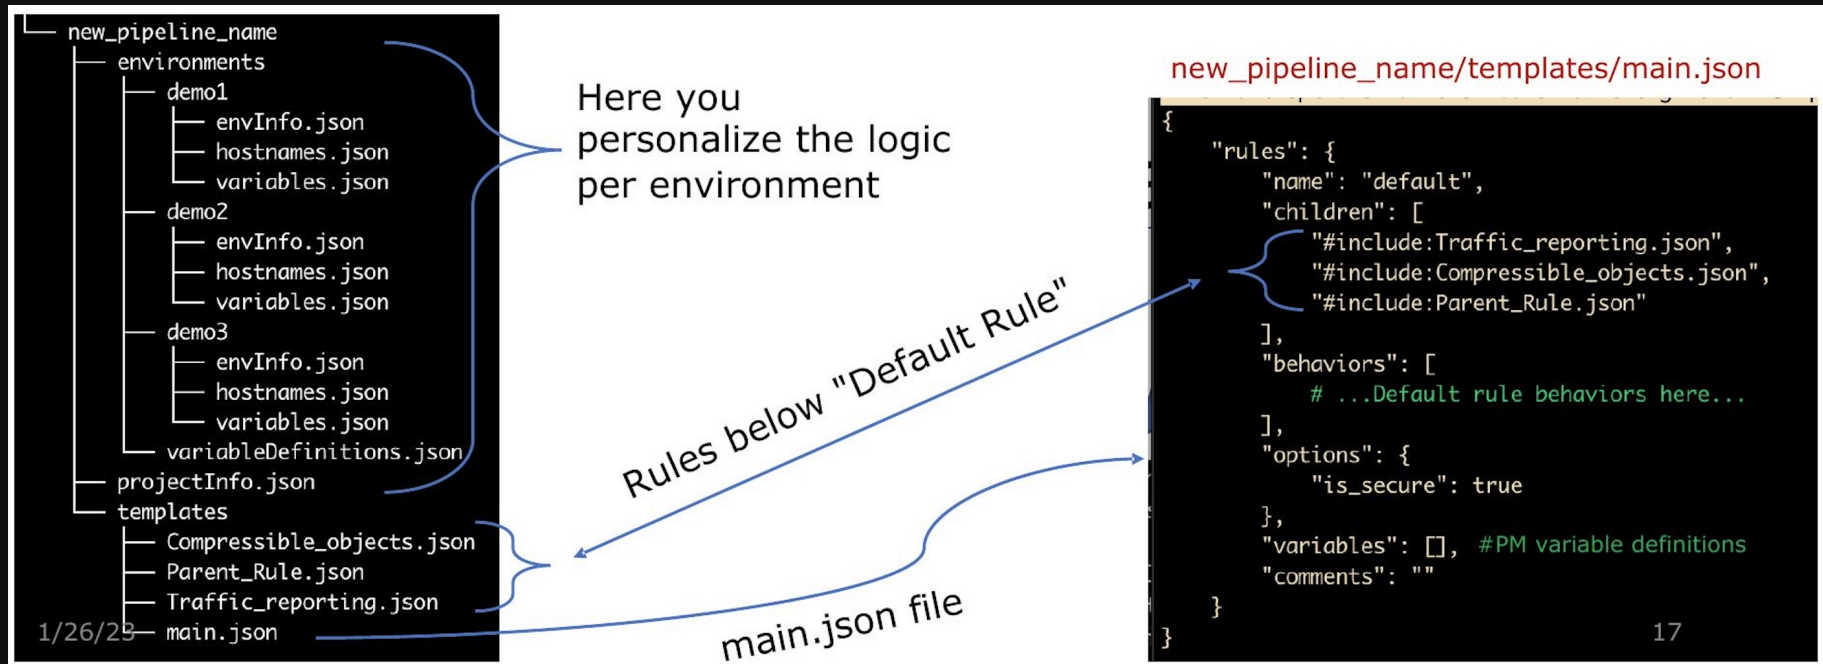 new_pipeline_name
environments
demo1
envInfo.json
hostnames.json
variables.json
demo2
envInfo.json
hostnames.json
variables.json
demo3
envInfo.json
hostnames.json
variables.json
variableDefinitions.json
projectInfo.json
templates
Compressible_objects.json
Parent_Rule.json
Traffic_reporting.json
main.json
1/26/23
Here you
personalize the logic
per environment
Rules below "Default Rule"
main.json file
new_pipeline_name/templates/main.json
{
"rules": {
"name": "default",
"children": [
"#include:Traffic_reporting.json",
"#include:Compressible_objects.json",
"#include:Parent_Rule.json"
],
"behaviors": [
# ...Default rule behaviors here...
],
"options": {
"is_secure": true
},
"variables": [], #PM variable definitions
"comments": ""
}
}
17